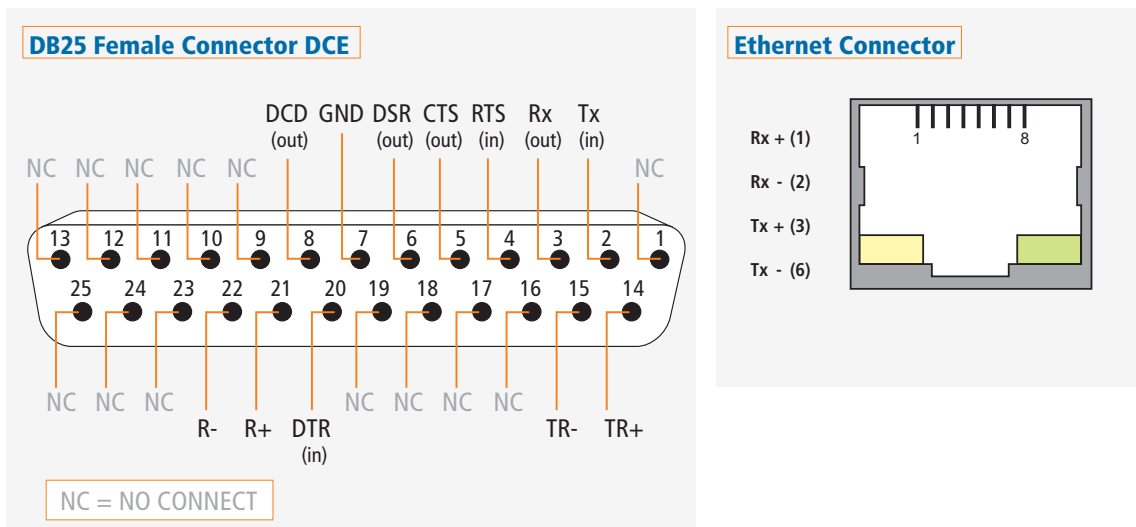 DB25 Female Connector DCE
DCD GND DSR CTS RTS Rx Tx
(out) (out) (out) (in) (out) (in)
NC NC NC NC NC NC
13 12 11 10 9 8 7 6 5 4 3 2 1
25 24 23 22 21 20 19 18 17 16 15 14
NC NC NC NC NC NC NC
R- R+ DTR TR- TR+
(in)
NC = NO CONNECT
Ethernet Connector
1 8
Rx + (1)
Rx - (2)
Tx + (3)
Tx - (6)